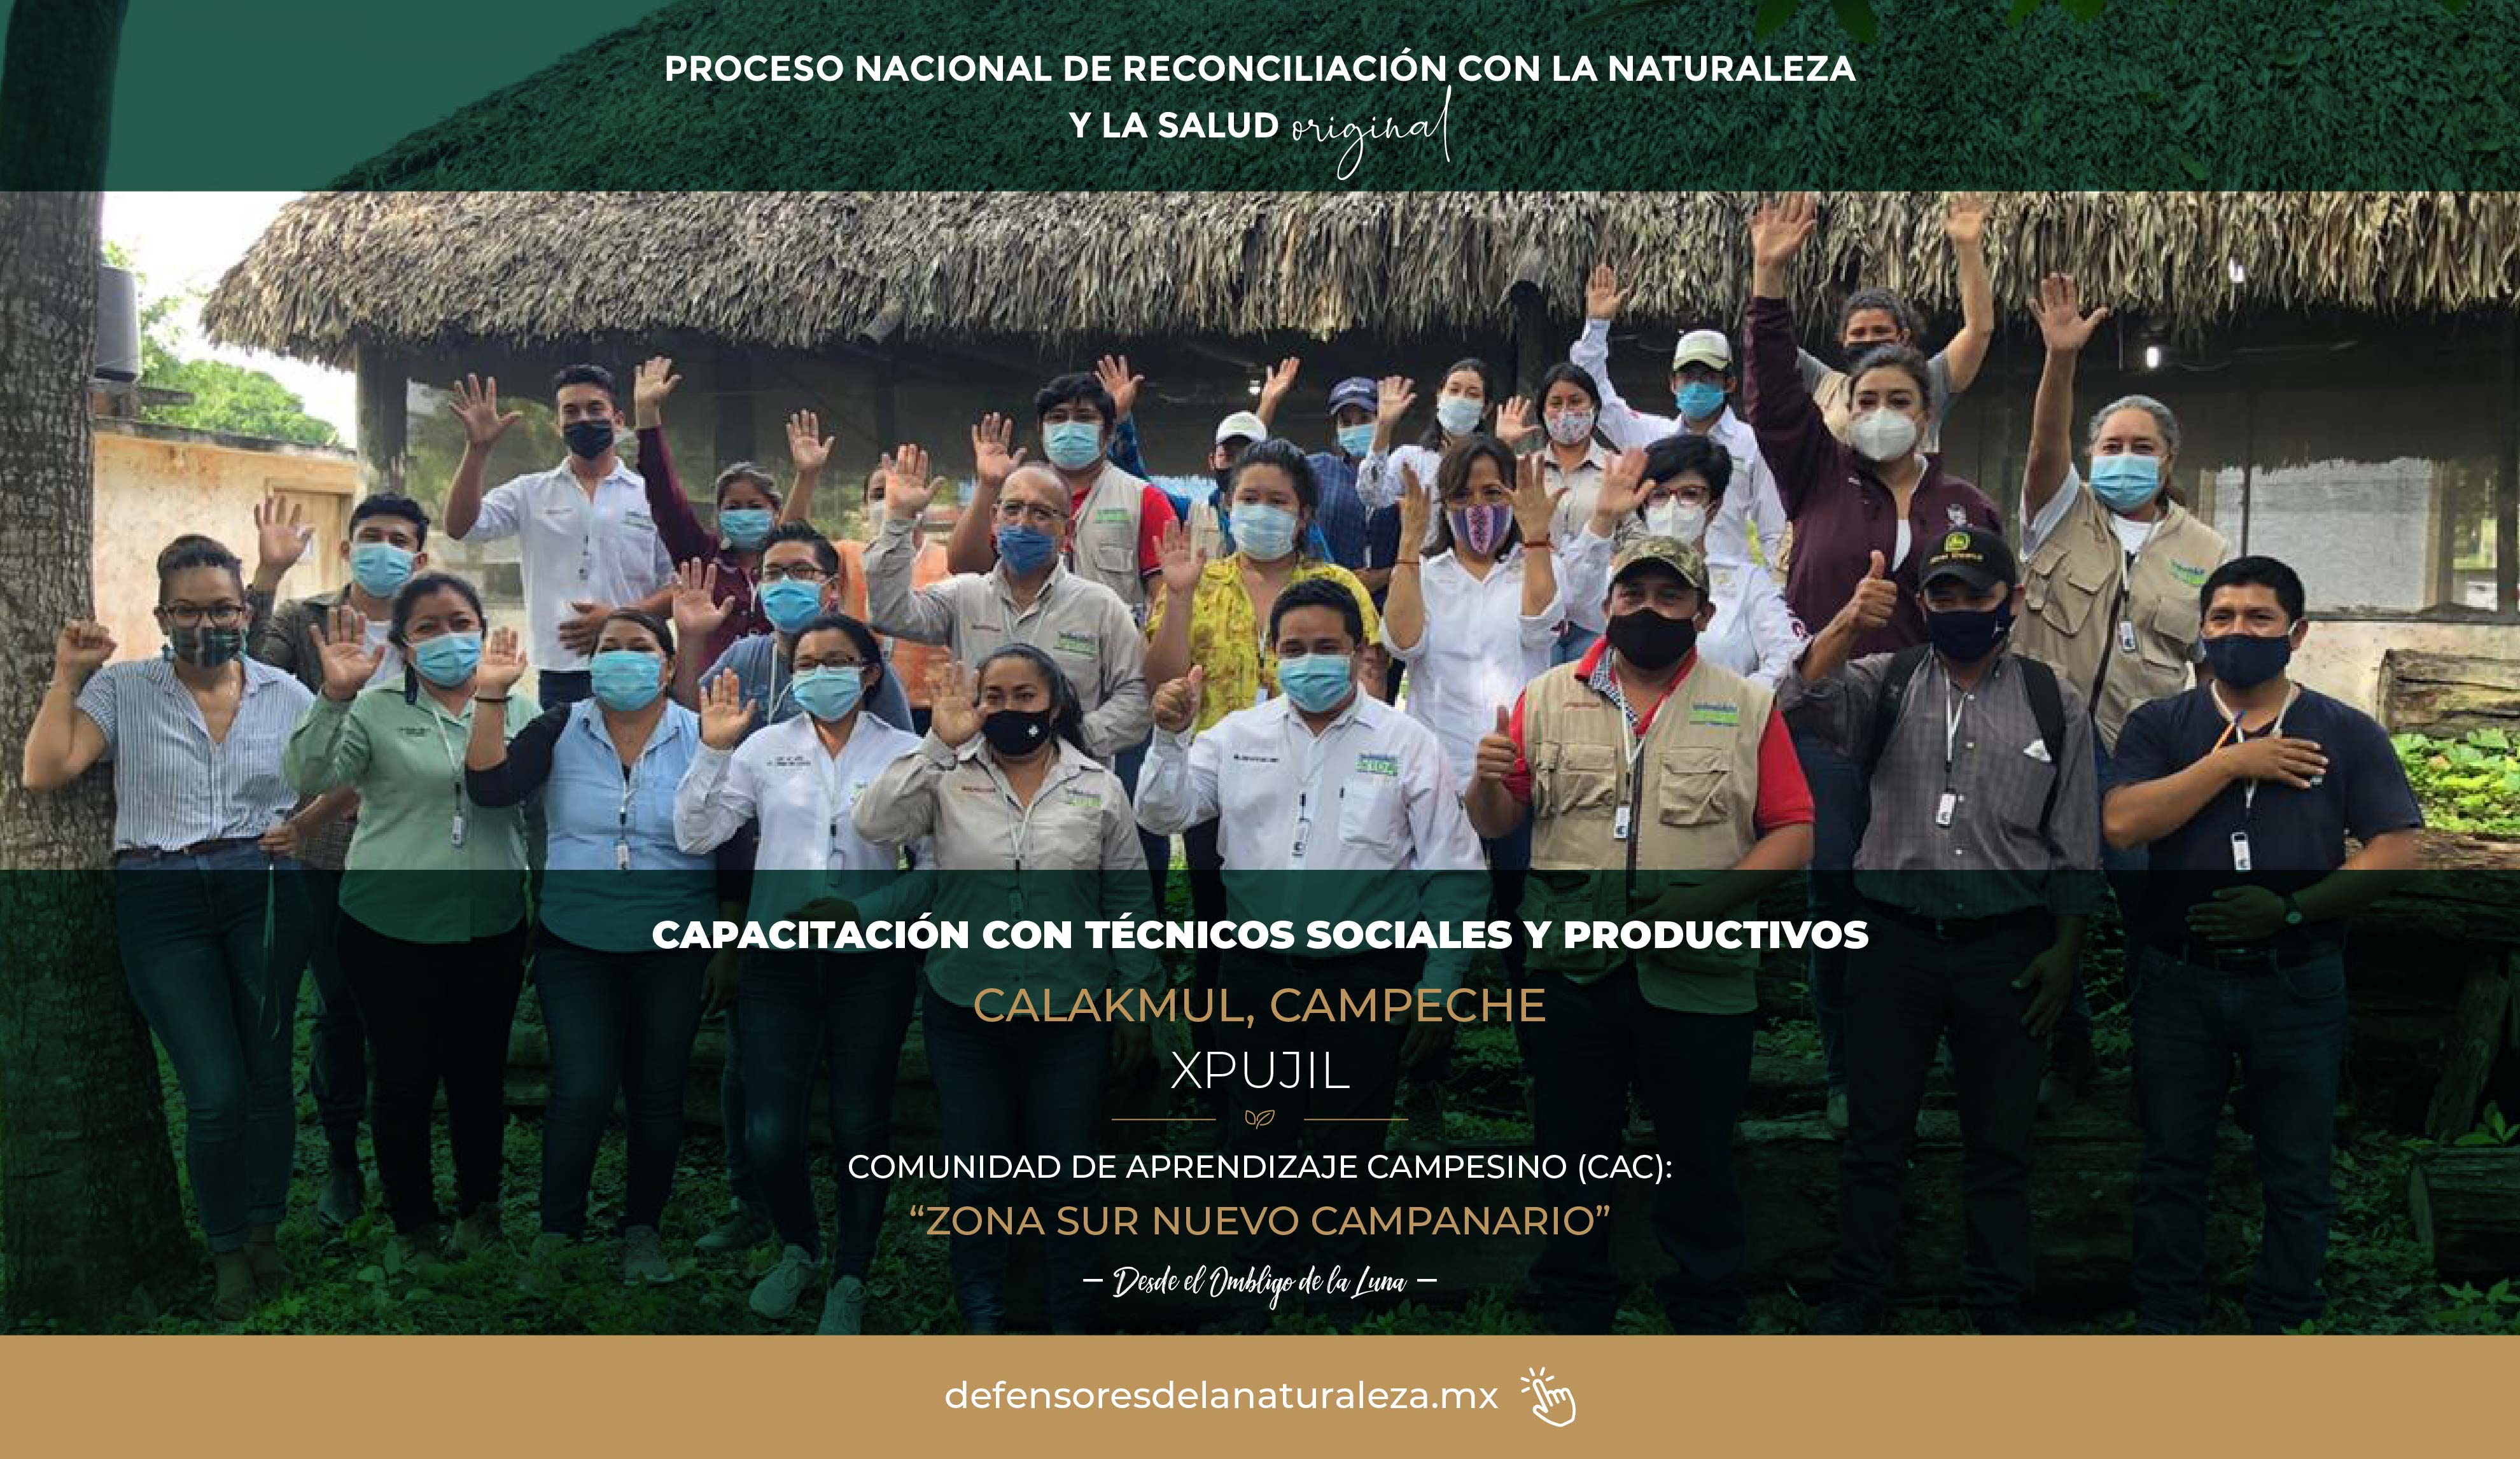 PROCESO NACIONAL DE RECONCILIACIÓN CON LA NATURALEZA
Y LA SALUD original
CAPACITACIÓN CON TÉCNICOS SOCIALES Y PRODUCTIVOS
CALAKMUL, CAMPECHE
XPUJIL
COMUNIDAD DE APRENDIZAJE CAMPESINO (CAC):
“ZONA SUR NUEVO CAMPANARIO”
— Desde el Ombligo de la Luna —
defensoresdelanaturaleza.mx